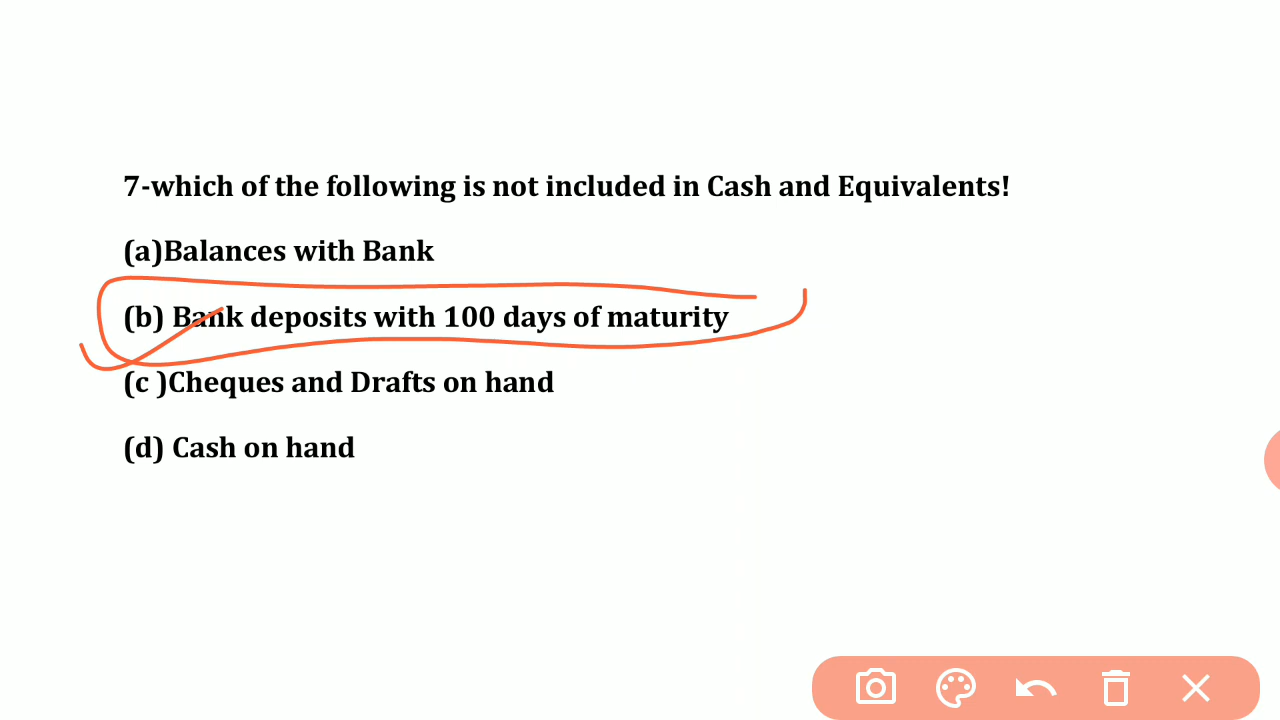 7-which of the following is not included in Cash and Equivalents!
(a)Balances with Bank
(b) Bank deposits with 100 days of maturity
(c )Cheques and Drafts on hand
(d) Cash on hand